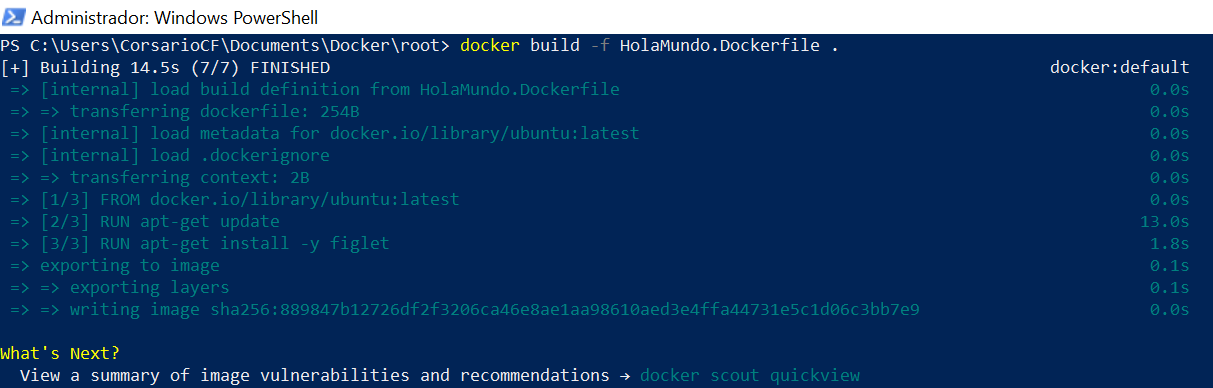 Administrador: Windows PowerShell
PS C:\Users\CorsarioCF\Documents\Docker\root> docker build -f HolaMundo.Dockerfile .
[+] Building 14.5s (7/7) FINISHED docker:default
=> [internal] load build definition from HolaMundo.Dockerfile 0.0s
=> => transferring dockerfile: 254B 0.0s
=> [internal] load metadata for docker.io/library/ubuntu:latest 0.0s
=> [internal] load .dockerignore 0.0s
=> => transferring context: 2B 0.0s
=> [1/3] FROM docker.io/library/ubuntu:latest 0.0s
=> [2/3] RUN apt-get update 13.0s
=> [3/3] RUN apt-get install -y figlet 1.8s
=> exporting to image 0.1s
=> => exporting layers 0.1s
=> => writing image sha256:889847b12726df2f3206ca46e8ae1aa98610aed3e4ffa44731e5c1d06c3bb7e9 0.0s
What's Next?
View a summary of image vulnerabilities and recommendations → docker scout quickview